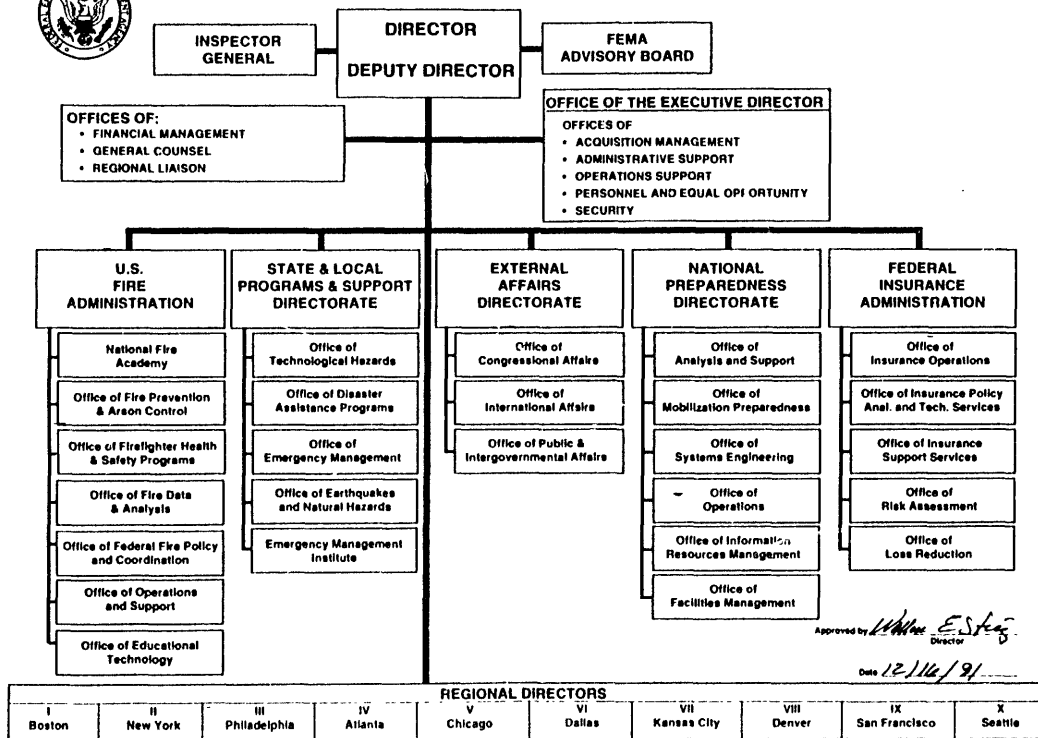 INSPECTOR
GENERAL
DIRECTOR
DEPUTY DIRECTOR
FEMA
ADVISORY BOARD
OFFICES OF:
• FINANCIAL MANAGEMENT
• GENERAL COUNSEL
• REGIONAL LIAISON
OFFICE OF THE EXECUTIVE DIRECTOR
OFFICES OF
• ACQUISITION MANAGEMENT
• ADMINISTRATIVE SUPPORT
• OPERATIONS SUPPORT
• PERSONNEL AND EQUAL OPPORTUNITY
• SECURITY
U.S.
FIRE
ADMINISTRATION
National Fire
Academy
Office of Fire Prevention
& Arson Control
Office of Firefighter Health
& Safety Programs
Office of Fire Data
& Analysis
Office of Federal Fire Policy
and Coordination
Office of Operations
and Support
Office of Educational
Technology
STATE & LOCAL
PROGRAMS & SUPPORT
DIRECTORATE
Office of
Technological Hazards
Office of Disaster
Assistance Programs
Office of
Emergency Management
Office of Earthquakes
and Natural Hazards
Emergency Management
Institute
EXTERNAL
AFFAIRS
DIRECTORATE
Office of
Congressional Affairs
Office of
International Affairs
Office of Public &
Intergovernmental Affairs
NATIONAL
PREPAREDNESS
DIRECTORATE
Office of
Analysis and Support
Office of
Mobilization Preparedness
Office of
Systems Engineering
Office of
Operations
Office of Information
Resources Management
Office of
Facilities Management
FEDERAL
INSURANCE
ADMINISTRATION
Office of
Insurance Operations
Office of Insurance Policy
Anal. and Tech. Services
Office of Insurance
Support Services
Office of
Risk Assessment
Office of
Loss Reduction
Approved by
Director
Date 12/16/91
REGIONAL DIRECTORS
I
Boston
II
New York
III
Philadelphia
IV
Atlanta
V
Chicago
VI
Dallas
VII
Kansas City
VIII
Denver
IX
San Francisco
X
Seattle